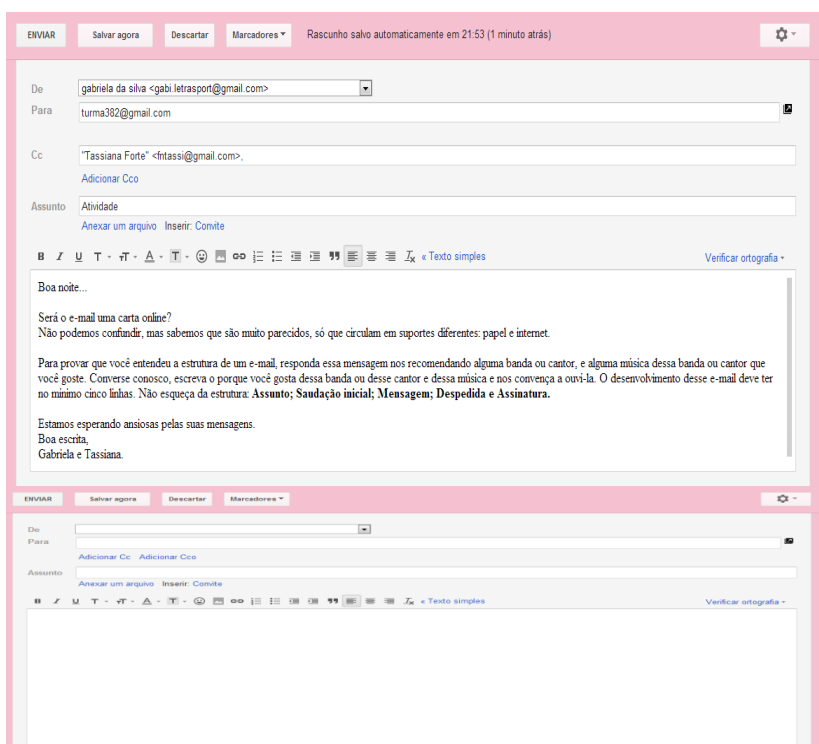 ENVIAR Salvar agora Descartar Marcadores Rascunho salvo automaticamente em 21:53 (1 minuto atrás)
De gabriela da silva <gabi.letrasport@gmail.com>
Para turma382@gmail.com
Cc "Tassiana Forte" <fntassi@gmail.com>,
Adicionar Cco
Assunto Atividade
Anexar um arquivo Inserir: Convite
B I U T T A T « Texto simples Verificar ortografia
Boa noite...
Será o e-mail uma carta online?
Não podemos confundir, mas sabemos que são muito parecidos, só que circulam em suportes diferentes: papel e internet.
Para provar que você entendeu a estrutura de um e-mail, responda essa mensagem nos recomendando alguma banda ou cantor, e alguma música dessa banda ou cantor que
você goste. Converse conosco, escreva o porque você gosta dessa banda ou desse cantor e dessa música e nos convença a ouvi-la. O desenvolvimento desse e-mail deve ter
no mínimo cinco linhas. Não esqueça da estrutura: Assunto; Saudação inicial; Mensagem; Despedida e Assinatura.
Estamos esperando ansiosas pelas suas mensagens.
Boa escrita,
Gabriela e Tassiana.
ENVIAR Salvar agora Descartar Marcadores
De
Para
Adicionar Cc Adicionar Cco
Assunto
Anexar um arquivo Inserir: Convite
B I U T T A T « Texto simples Verificar ortografia